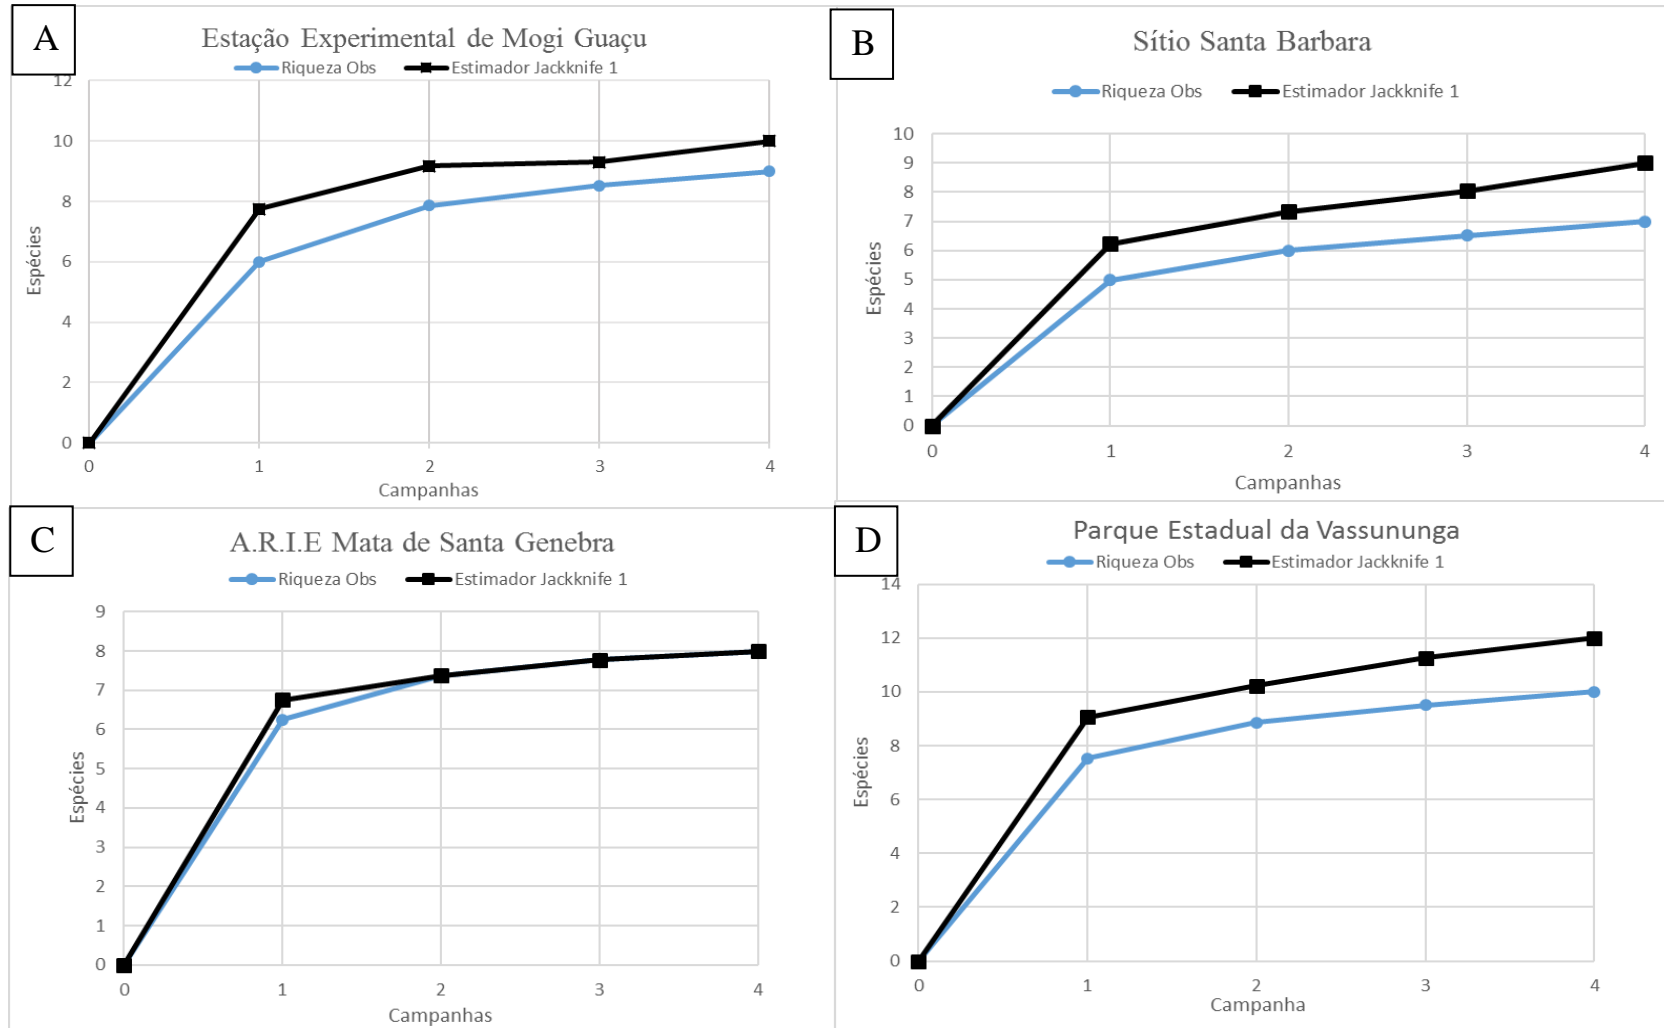 A
Estação Experimental de Mogi Guaçu
Riqueza Obs Estimador Jackknife 1
12
10
8
6
4
2
0
Espécies
0 1 2 3 4
Campanhas
B
Sítio Santa Barbara
Riqueza Obs Estimador Jackknife 1
10
9
8
7
6
5
4
3
2
1
0
Espécies
0 1 2 3 4
Campanhas
C
A.R.I.E Mata de Santa Genebra
Riqueza Obs Estimador Jackknife 1
9
8
7
6
5
4
3
2
1
0
Espécies
0 1 2 3 4
Campanhas
D
Parque Estadual da Vassununga
Riqueza Obs Estimador Jackknife 1
14
12
10
8
6
4
2
0
Espécies
0 1 2 3 4
Campanha